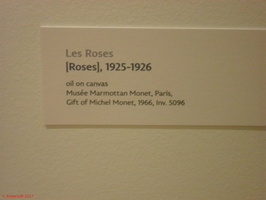 Les Roses
[Roses], 1925-1926
oil on canvas
Musée Marmottan Monet, Paris,
Gift of Michel Monet, 1966, Inv. 5096